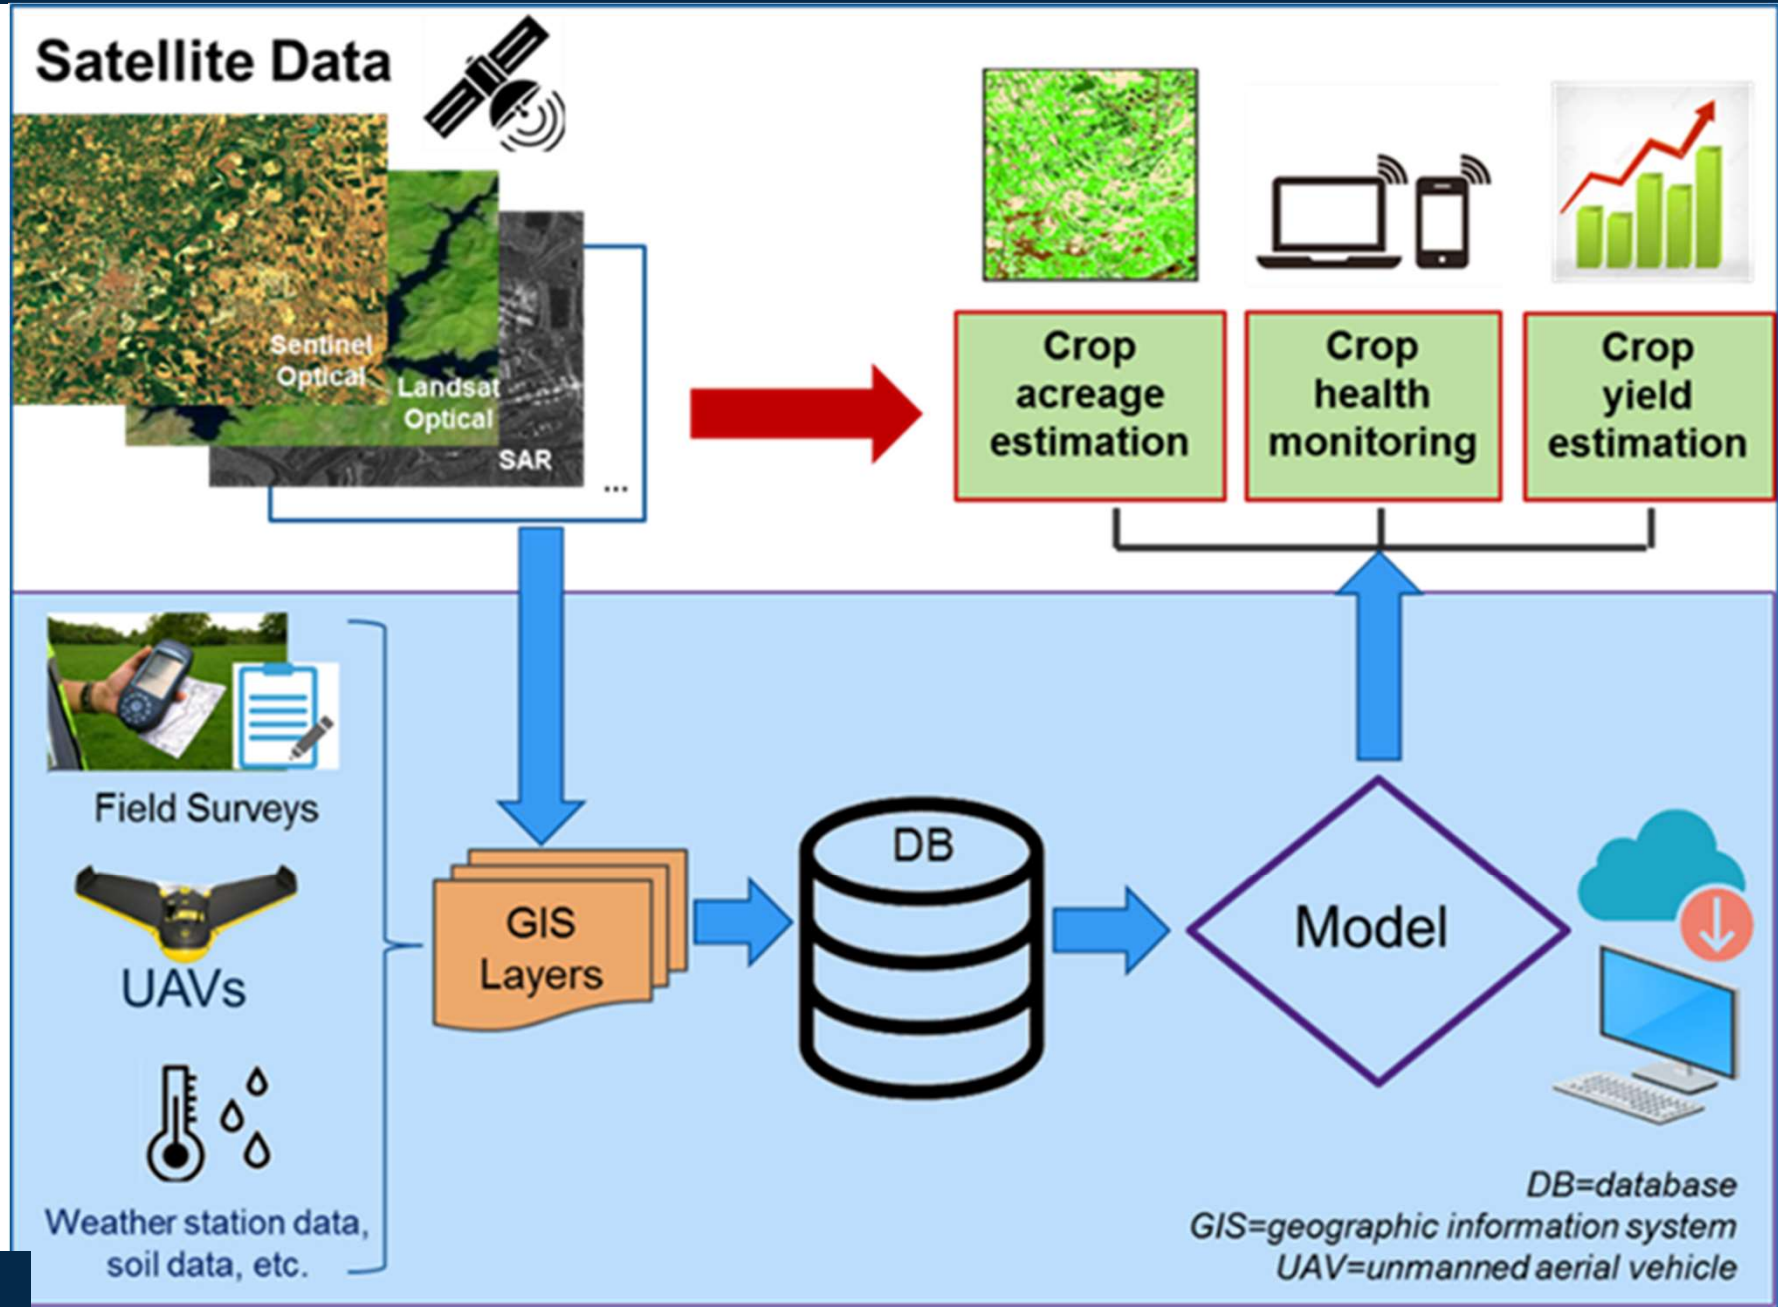 Satellite Data
Sentinel
Optical
Landsat
Optical
SAR
...
Crop
acreage
estimation
Crop
health
monitoring
Crop
yield
estimation
Field Surveys
UAVs
Weather station data,
soil data, etc.
GIS
Layers
DB
Model
DB=database
GIS=geographic information system
UAV=unmanned aerial vehicle